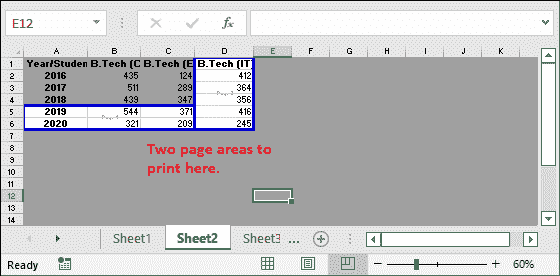 E12
A B C D E F G H I J K
1 Year/Studen B.Tech (C B.Tech (E B.Tech (IT)
2 2016 435 124 412
3 2017 511 289 364
4 2018 439 347 356
5 2019 544 371 416
6 2020 321 209 245
7
8
9
10
11
12
13
14
Two page areas to
print here.
Sheet1 Sheet2 Sheet3 ...
Ready 60%